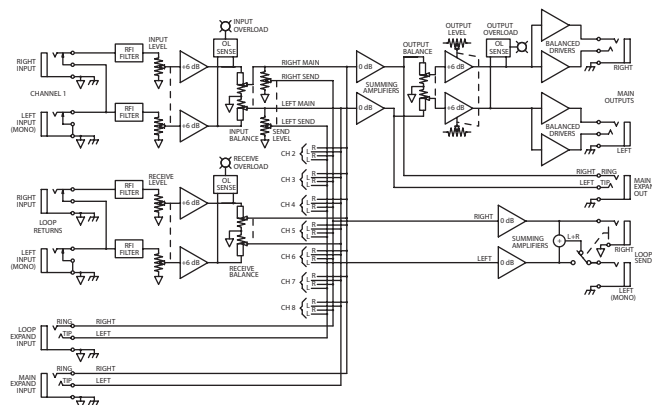 INPUT
OVERLOAD
INPUT
LEVEL
OL
SENSE
RFI
FILTER
+6 dB
RIGHT
INPUT
CHANNEL 1
LEFT
INPUT
(MONO)
RFI
FILTER
+6 dB
INPUT
BALANCE
RIGHT MAIN
RIGHT SEND
LEFT MAIN
LEFT SEND
SEND
LEVEL
OUTPUT
BALANCE
OUTPUT
LEVEL
OUTPUT
OVERLOAD
OL
SENSE
0 dB
SUMMING
AMPLIFIERS
0 dB
+6 dB
+6 dB
BALANCED
DRIVERS
RIGHT
MAIN
OUTPUTS
BALANCED
DRIVERS
LEFT
RIGHT RING
LEFT TIP
MAIN
EXPAND
OUT
CH 2 R L R L
CH 3 R L R L
CH 4 R L R L
CH 5 R L R L
CH 6 R L R L
CH 7 R L R L
CH 8 R L R L
RECEIVE
OVERLOAD
RECEIVE
LEVEL
OL
SENSE
RFI
FILTER
+6 dB
RIGHT
INPUT
LOOP
RETURNS
LEFT
INPUT
(MONO)
RFI
FILTER
+6 dB
RECEIVE
BALANCE
RIGHT
0 dB
SUMMING
AMPLIFIERS
LEFT
0 dB
+
L+R
RIGHT
LOOP
SEND
LEFT
(MONO)
LOOP
EXPAND
INPUT
RING RIGHT
TIP LEFT
MAIN
EXPAND
INPUT
RING RIGHT
TIP LEFT